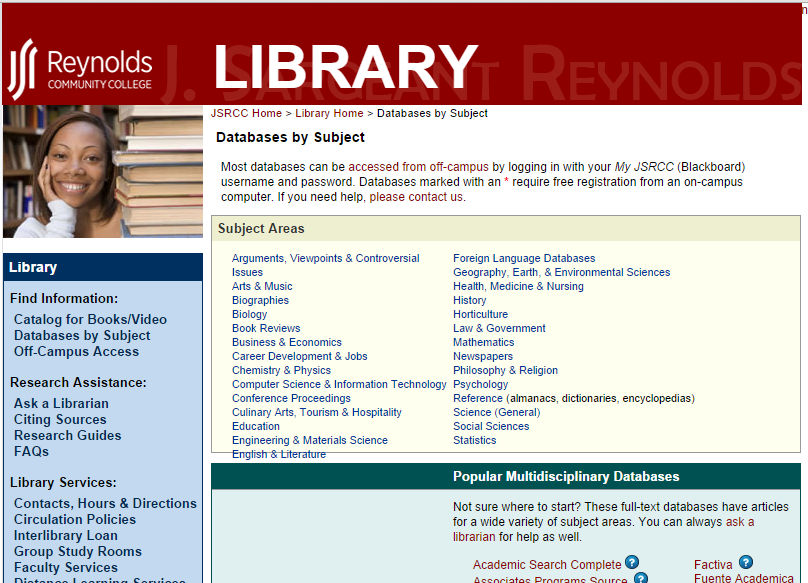 Reynolds
COMMUNITY COLLEGE
LIBRARY
J. SARGEANT REYNOLDS
JSRCC Home > Library Home > Databases by Subject
Databases by Subject
Most databases can be accessed from off-campus by logging in with your My JSRCC (Blackboard)
username and password. Databases marked with an * require free registration from an on-campus
computer. If you need help, please contact us.
Library
Find Information:
Catalog for Books/Video
Databases by Subject
Off-Campus Access
Research Assistance:
Ask a Librarian
Citing Sources
Research Guides
FAQs
Library Services:
Contacts, Hours & Directions
Circulation Policies
Interlibrary Loan
Group Study Rooms
Faculty Services
Distance Learning Services
Subject Areas
Arguments, Viewpoints & Controversial
Issues
Arts & Music
Biographies
Biology
Book Reviews
Business & Economics
Career Development & Jobs
Chemistry & Physics
Computer Science & Information Technology
Conference Proceedings
Culinary Arts, Tourism & Hospitality
Education
Engineering & Materials Science
English & Literature
Foreign Language Databases
Geography, Earth, & Environmental Sciences
Health, Medicine & Nursing
History
Horticulture
Law & Government
Mathematics
Newspapers
Philosophy & Religion
Psychology
Reference (almanacs, dictionaries, encyclopedias)
Science (General)
Social Sciences
Statistics
Popular Multidisciplinary Databases
Not sure where to start? These full-text databases have articles
for a wide variety of subject areas. You can always ask a
librarian for help as well.
Academic Search Complete ?
Associates Programs Source ?
Factiva ?
Fuente Academica